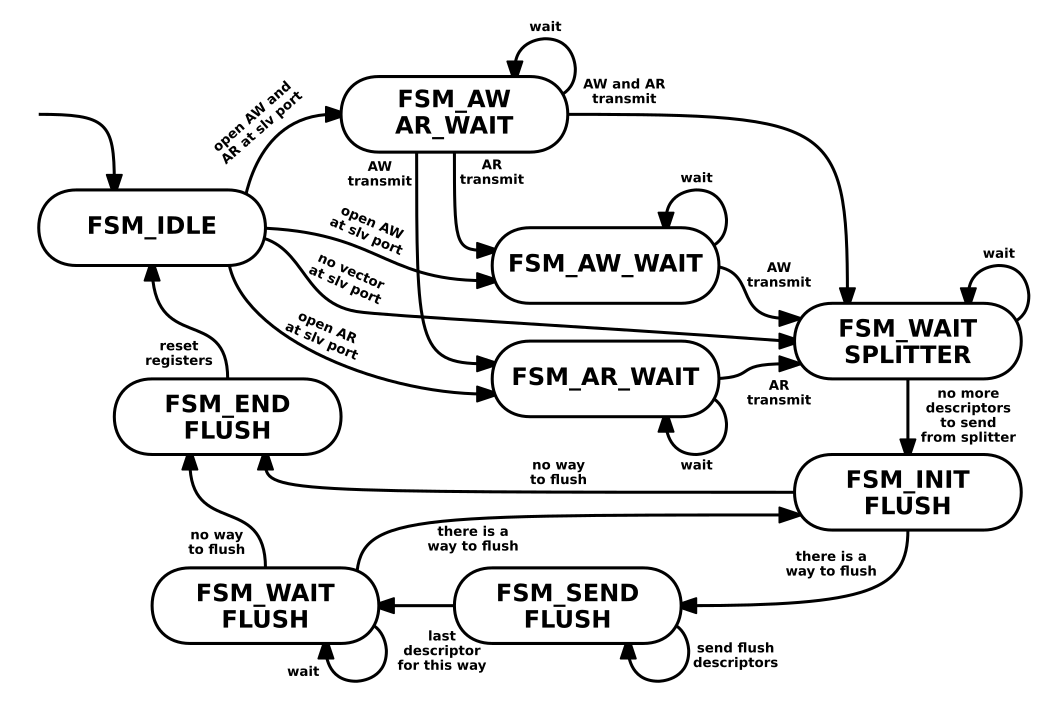 wait
open AW and
AR at slv port
FSM_AW
AR_WAIT
AW and AR
transmit
AW
transmit
AR
transmit
FSM_IDLE
open AW
at slv port
wait
FSM_AW_WAIT
no vector
at slv port
AW
transmit
wait
open AR
at slv port
FSM_WAIT
SPLITTER
reset
registers
FSM_AR_WAIT
AR
transmit
wait
FSM_END
FLUSH
no more
descriptors
to send
from splitter
no way
to flush
FSM_INIT
FLUSH
no way
to flush
there is a
way to flush
there is a
way to flush
FSM_WAIT
FLUSH
FSM_SEND
FLUSH
wait
last
descriptor
for this way
send flush
descriptors